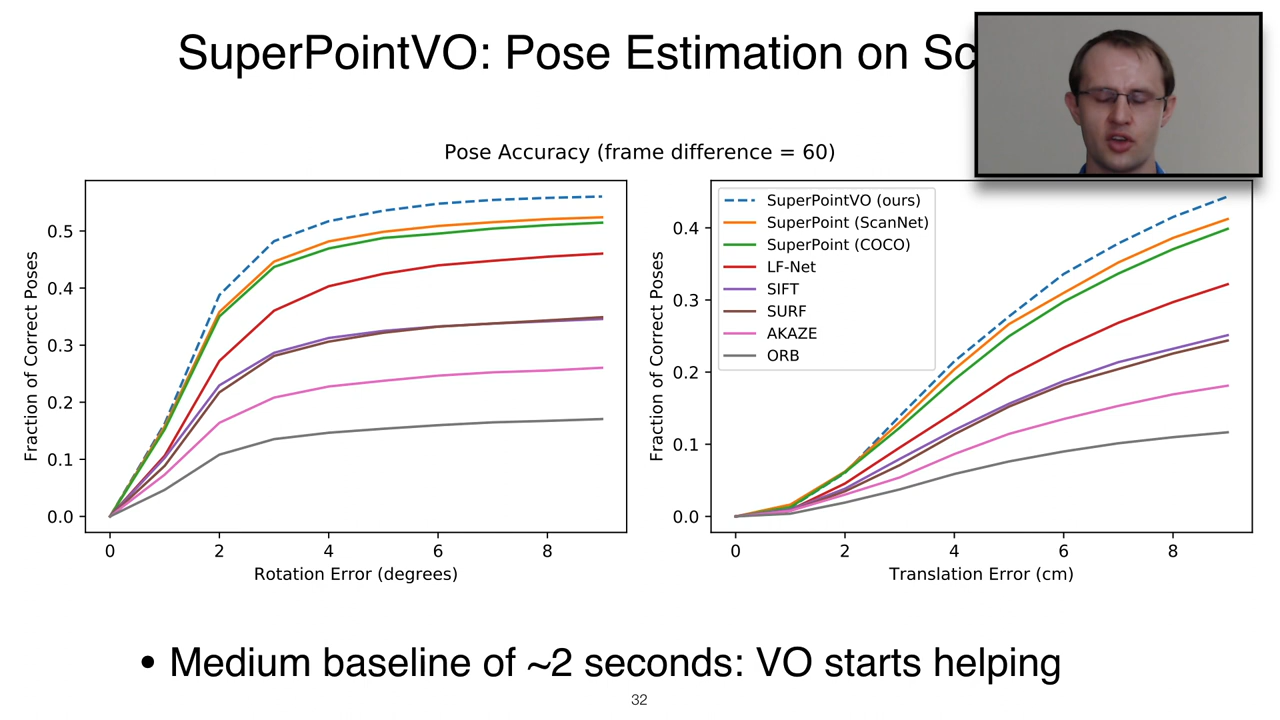 SuperPointVO: Pose Estimation on Sc
Pose Accuracy (frame difference = 60)
Fraction of Correct Poses
0.5
0.4
0.3
0.2
0.1
0.0
0 2 4 6 8
Rotation Error (degrees)
Fraction of Correct Poses
0.4
0.3
0.2
0.1
0.0
SuperPointVO (ours)
SuperPoint (ScanNet)
SuperPoint (COCO)
LF-Net
SIFT
SURF
AKAZE
ORB
0 2 4 6 8
Translation Error (cm)
• Medium baseline of ~2 seconds: VO starts helping
32